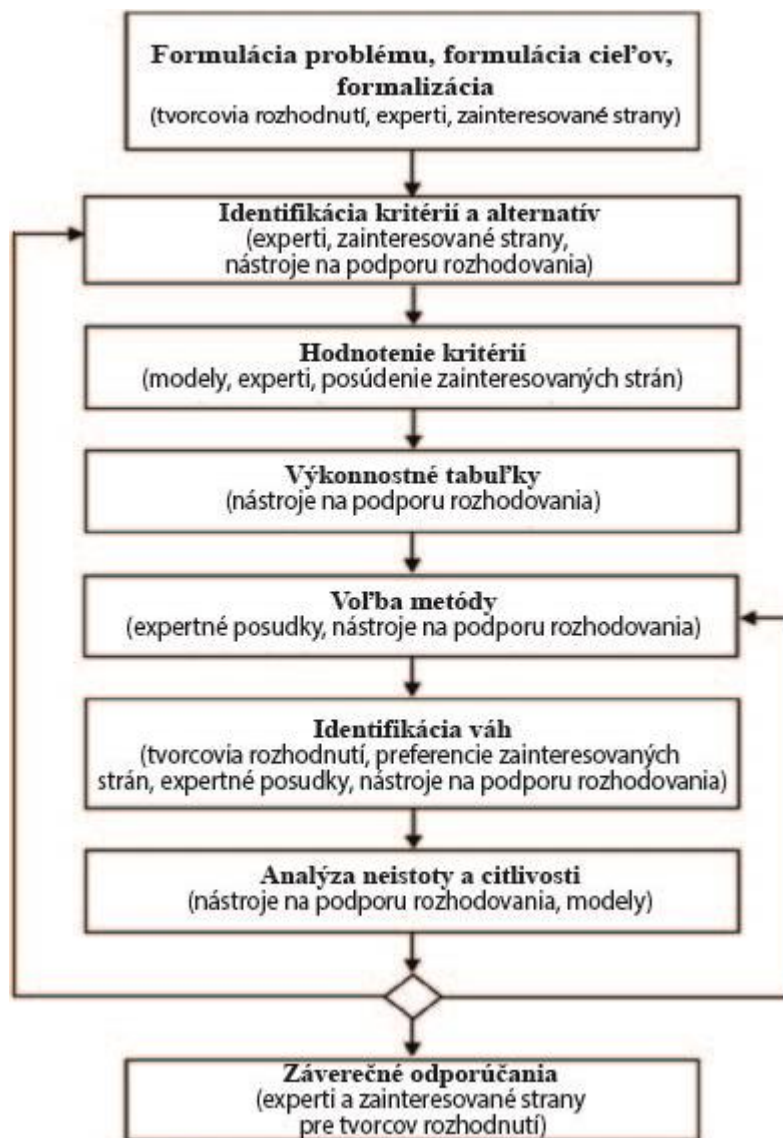 Formulácia problému, formulácia cieľov,
formalizácia
(tvorcovia rozhodnutí, experti, zainteresované strany)
Identifikácia kritérií a alternatív
(experti, zainteresované strany,
nástroje na podporu rozhodovania)
Hodnotenie kritérií
(modely, experti, posúdenie zainteresovaných strán)
Výkonnostné tabuľky
(nástroje na podporu rozhodovania)
Voľba metódy
(expertné posudky, nástroje na podporu rozhodovania)
Identifikácia váh
(tvorcovia rozhodnutí, preferencie zainteresovaných
strán, expertné posudky, nástroje na podporu rozhodovania)
Analýza neistoty a citlivosti
(nástroje na podporu rozhodovania, modely)
Záverečné odporúčania
(experti a zainteresované strany
pre tvorcov rozhodnutí)